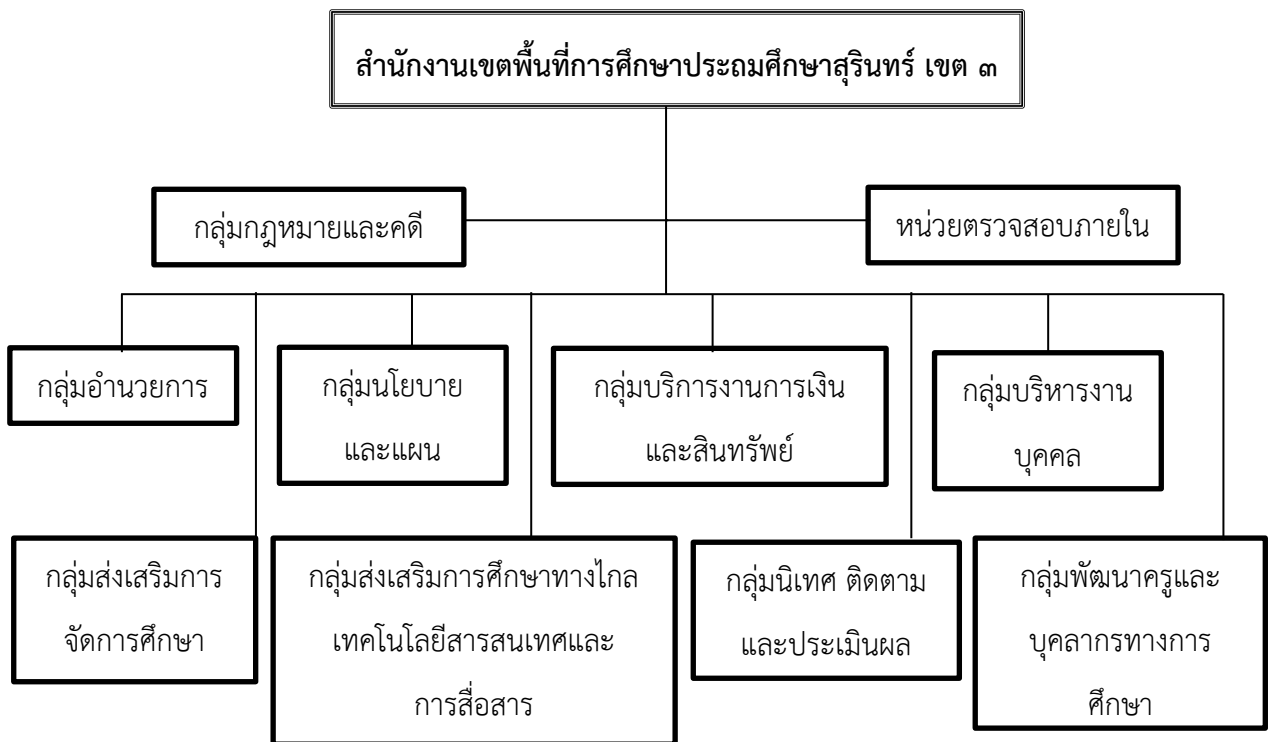 สำนักงานเขตพื้นที่การศึกษาประถมศึกษาสุรินทร์ เขต ๓
กลุ่มกฎหมายและคดี
หน่วยตรวจสอบภายใน
กลุ่มอำนวยการ
กลุ่มนโยบาย
และแผน
กลุ่มบริการงานการเงิน
และสินทรัพย์
กลุ่มบริหารงาน
บุคคล
กลุ่มส่งเสริมการ
จัดการศึกษา
กลุ่มส่งเสริมการศึกษาทางไกล
เทคโนโลยีสารสนเทศและ
การสื่อสาร
กลุ่มนิเทศ ติดตาม
และประเมินผล
กลุ่มพัฒนาครูและ
บุคลากรทางการ
ศึกษา